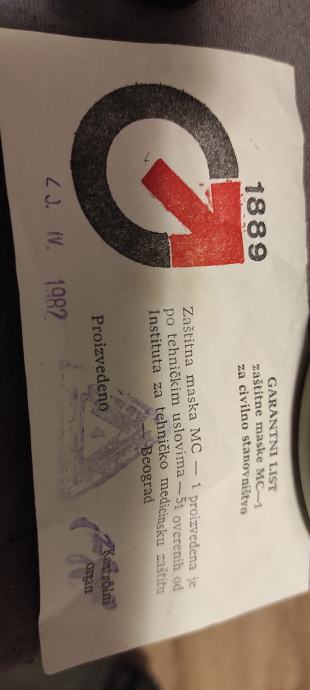 1889
GARANTNI LIST
zaštitne maske MC—1
za civilno stanovništvo
Zaštitna maska MC — 1 proizvedena je
po tehničkim uslovima —51 overenih od
Instituta za tehničko medicinsku zaštitu
—Beograd
Proizvedeno
Kontrolni
organ
IV. 1982